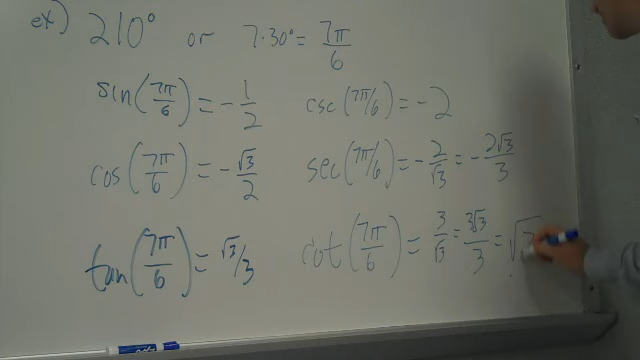 ex) 210° or 7·30° = 7π/6
sin(7π/6) = -1/2 csc(7π/6) = -2
cos(7π/6) = -√3/2 sec(7π/6) = -2/√3 = -2√3/3
tan(7π/6) = √3/3 cot(7π/6) = 3/√3 = 3√3/3 = √